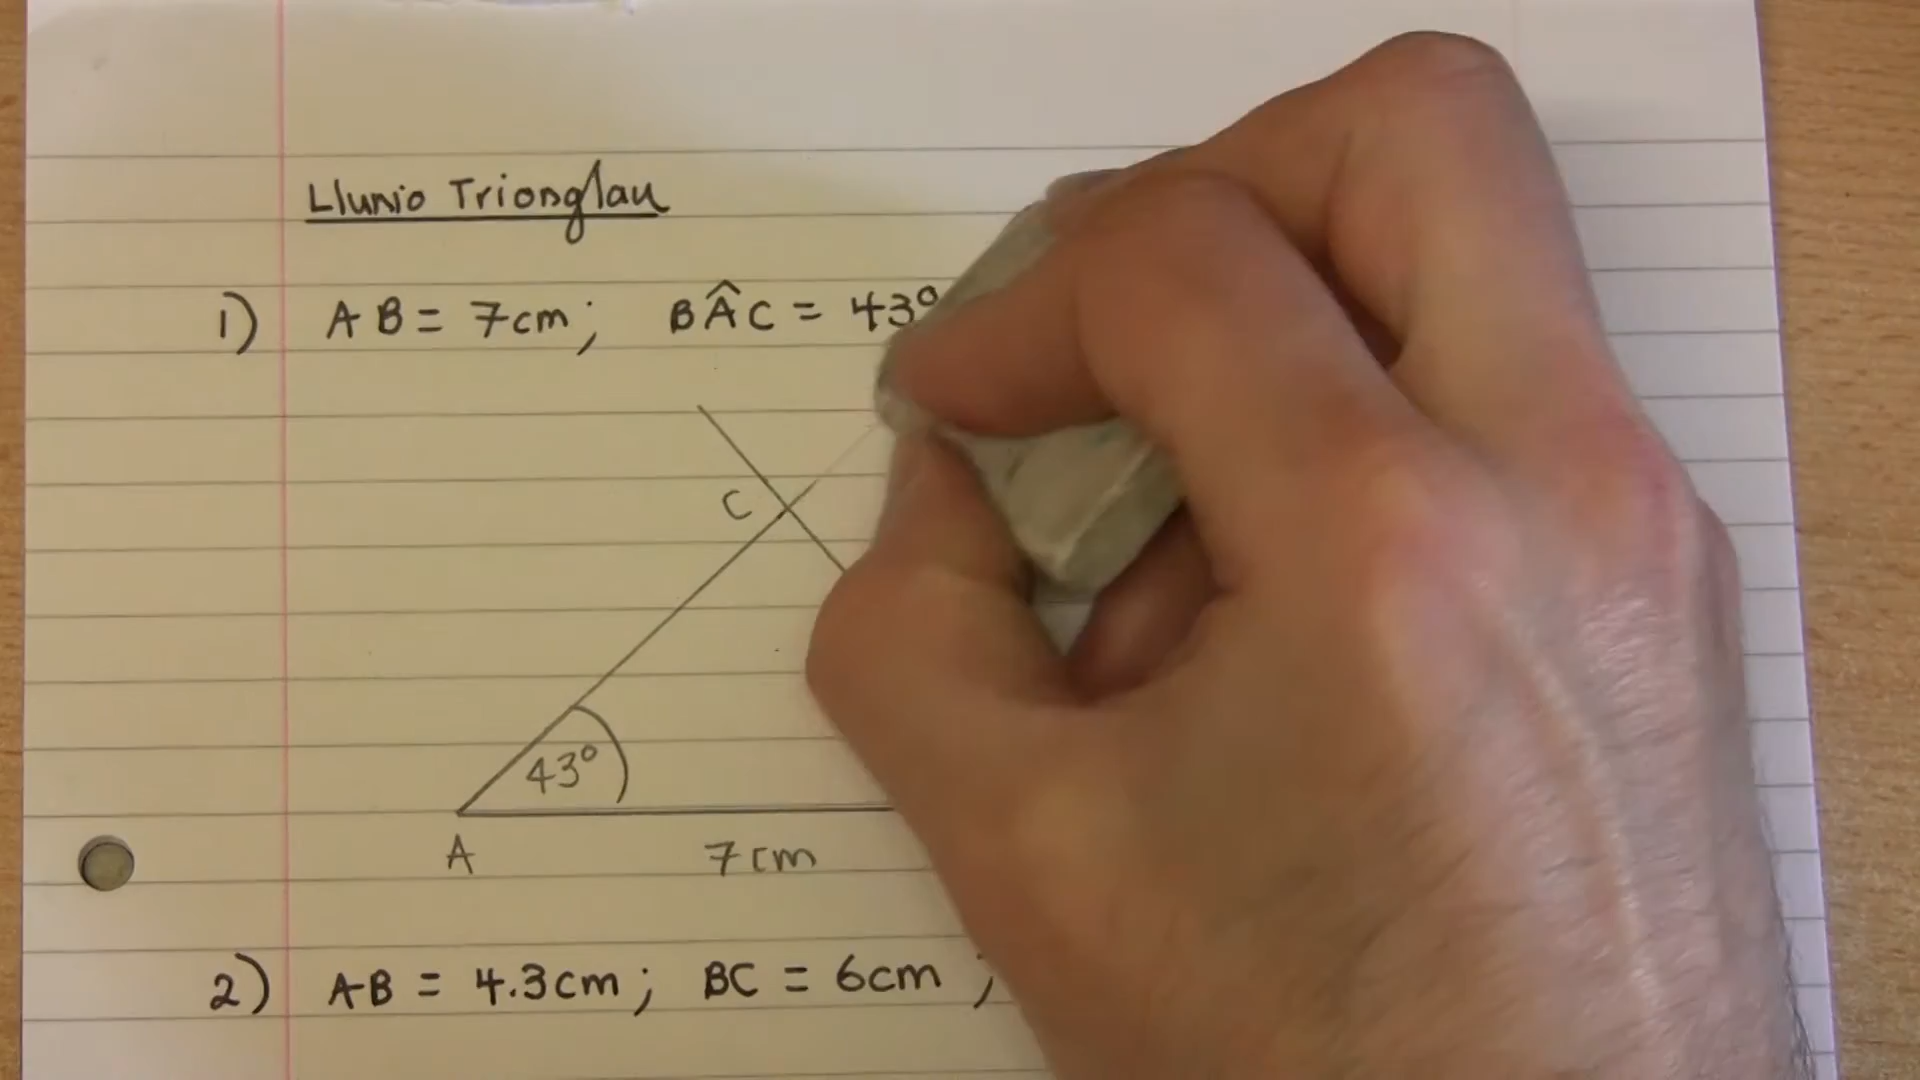 Llunio Trionglau
1) AB = 7cm; BÂC = 43°
C
43°
A
7cm
2) AB = 4.3cm; BC = 6cm ;